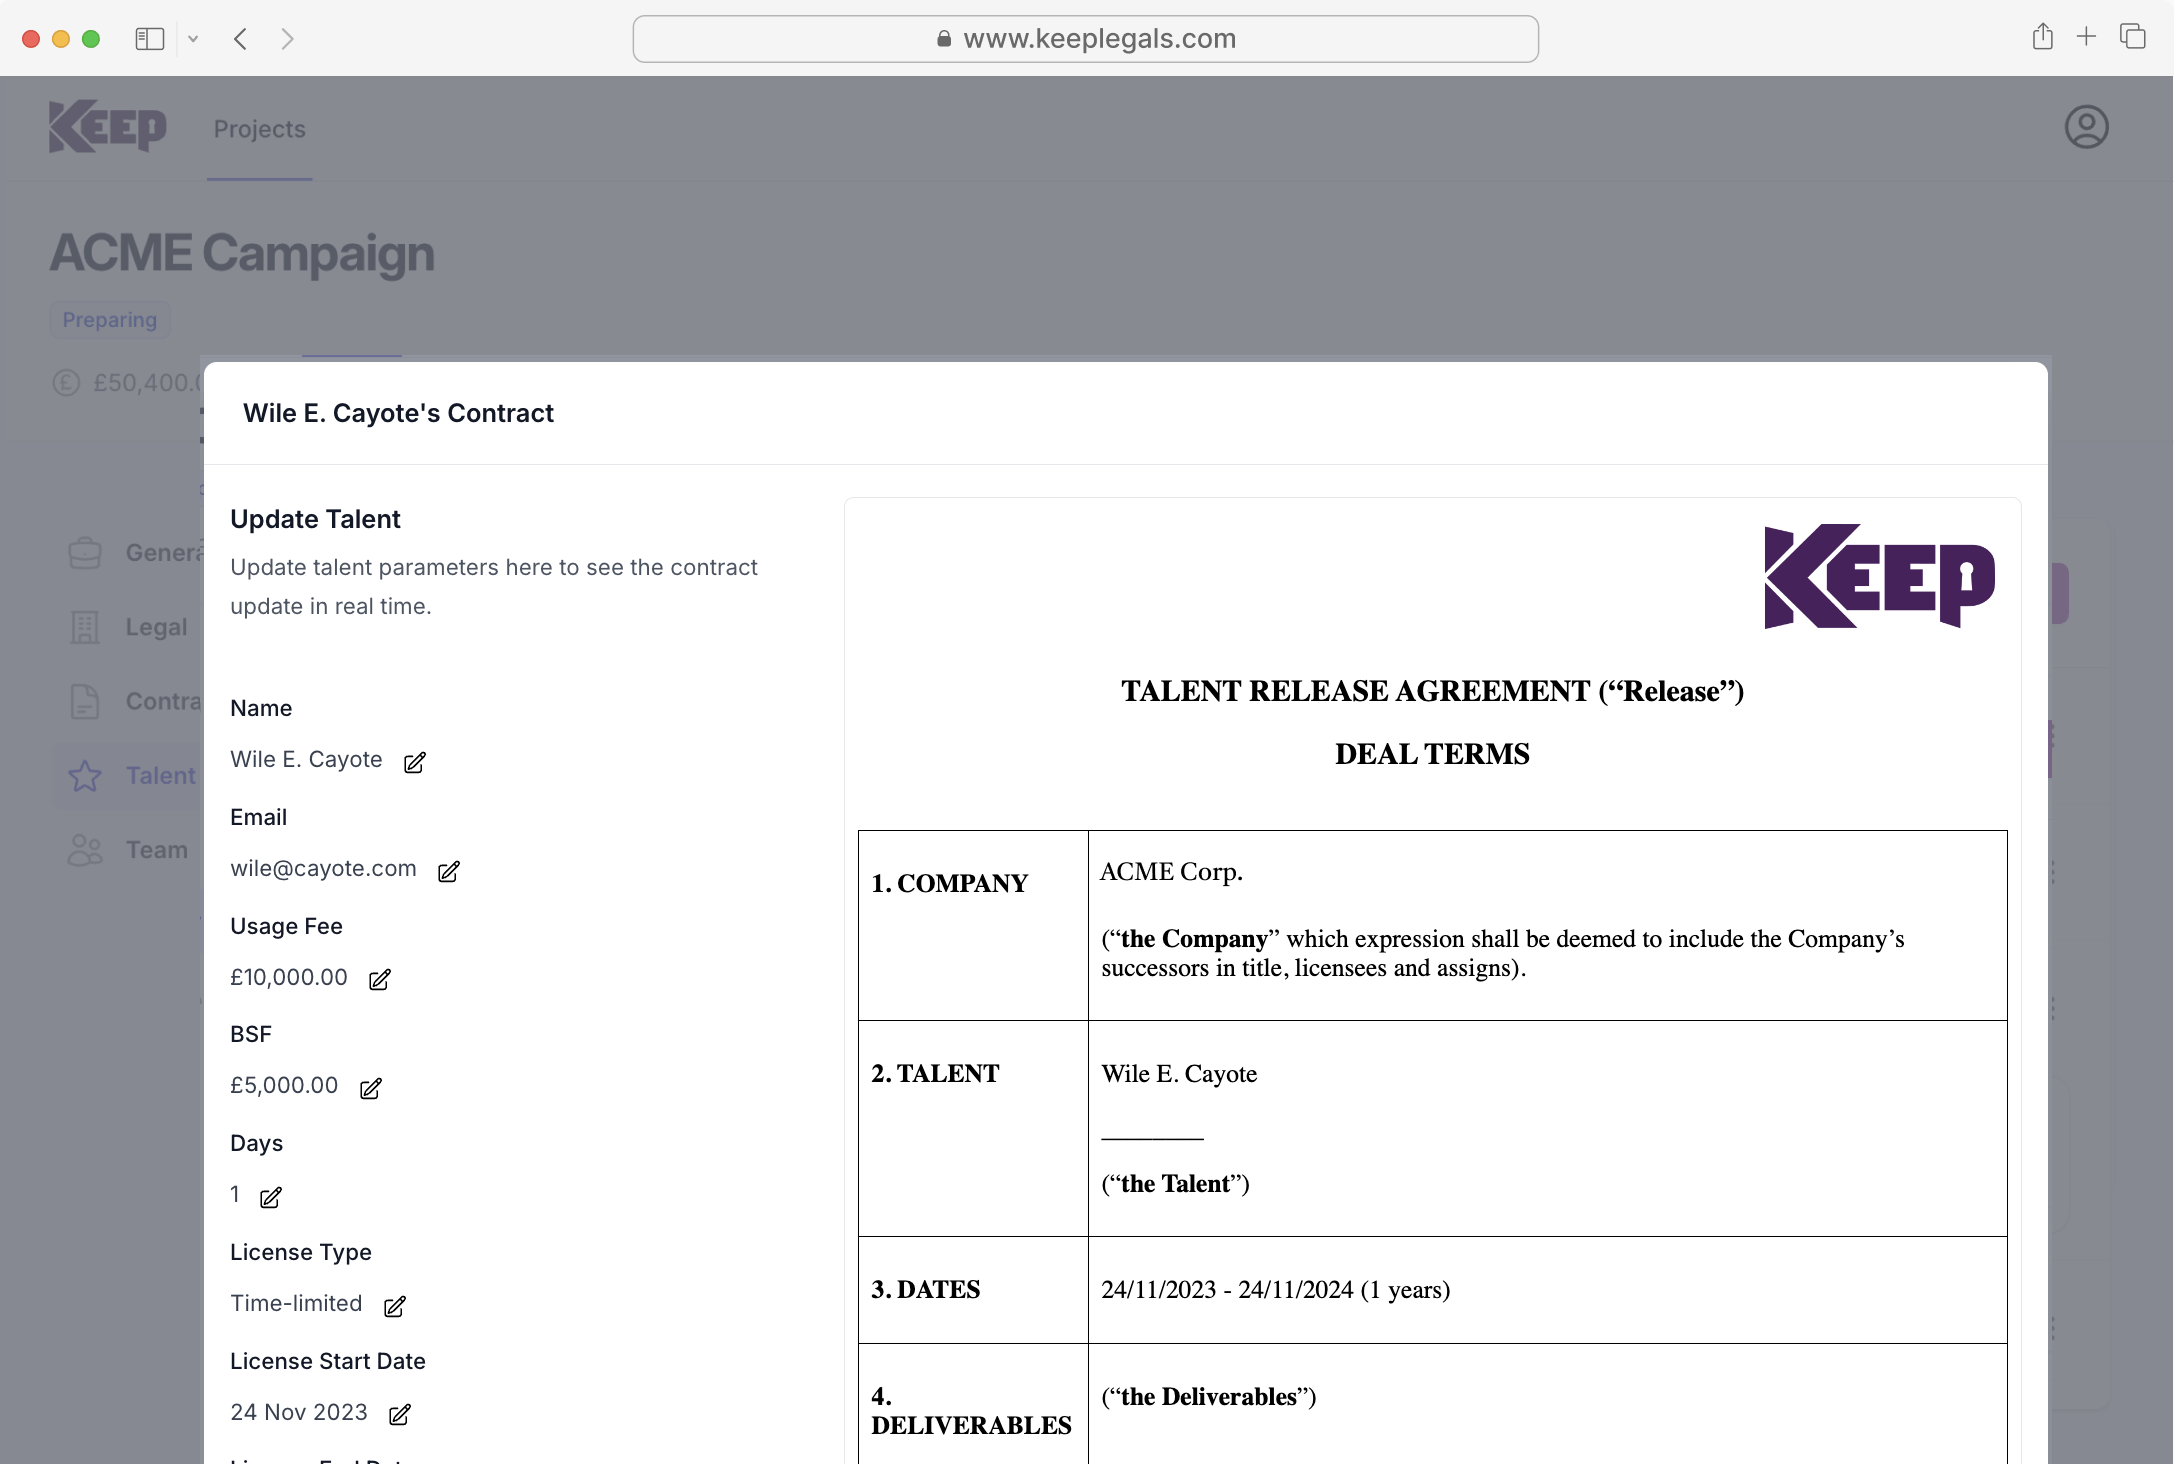 www.keeplegals.com
KEEP
Projects
ACME Campaign
Preparing
£50,400.
Wile E. Cayote's Contract
Genera
Legal
Contra
Talent
Team
Update Talent
Update talent parameters here to see the contract
update in real time.
Name
Wile E. Cayote
Email
wile@cayote.com
Usage Fee
£10,000.00
BSF
£5,000.00
Days
1
License Type
Time-limited
License Start Date
24 Nov 2023
KEEP
TALENT RELEASE AGREEMENT (“Release”)
DEAL TERMS
1. COMPANY
ACME Corp.
(“the Company” which expression shall be deemed to include the Company’s
successors in title, licensees and assigns).
2. TALENT
Wile E. Cayote
________
(“the Talent”)
3. DATES
24/11/2023 - 24/11/2024 (1 years)
4.
DELIVERABLES
(“the Deliverables”)